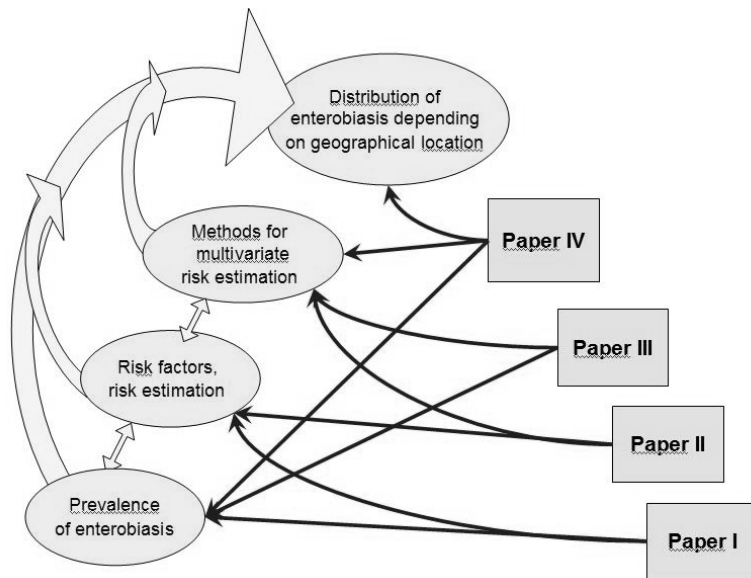 Distribution of
enterobiasis depending
on geographical location
Methods for
multivariate
risk estimation
Paper IV
Risk factors,
risk estimation
Paper III
Paper II
Prevalence
of enterobiasis
Paper I